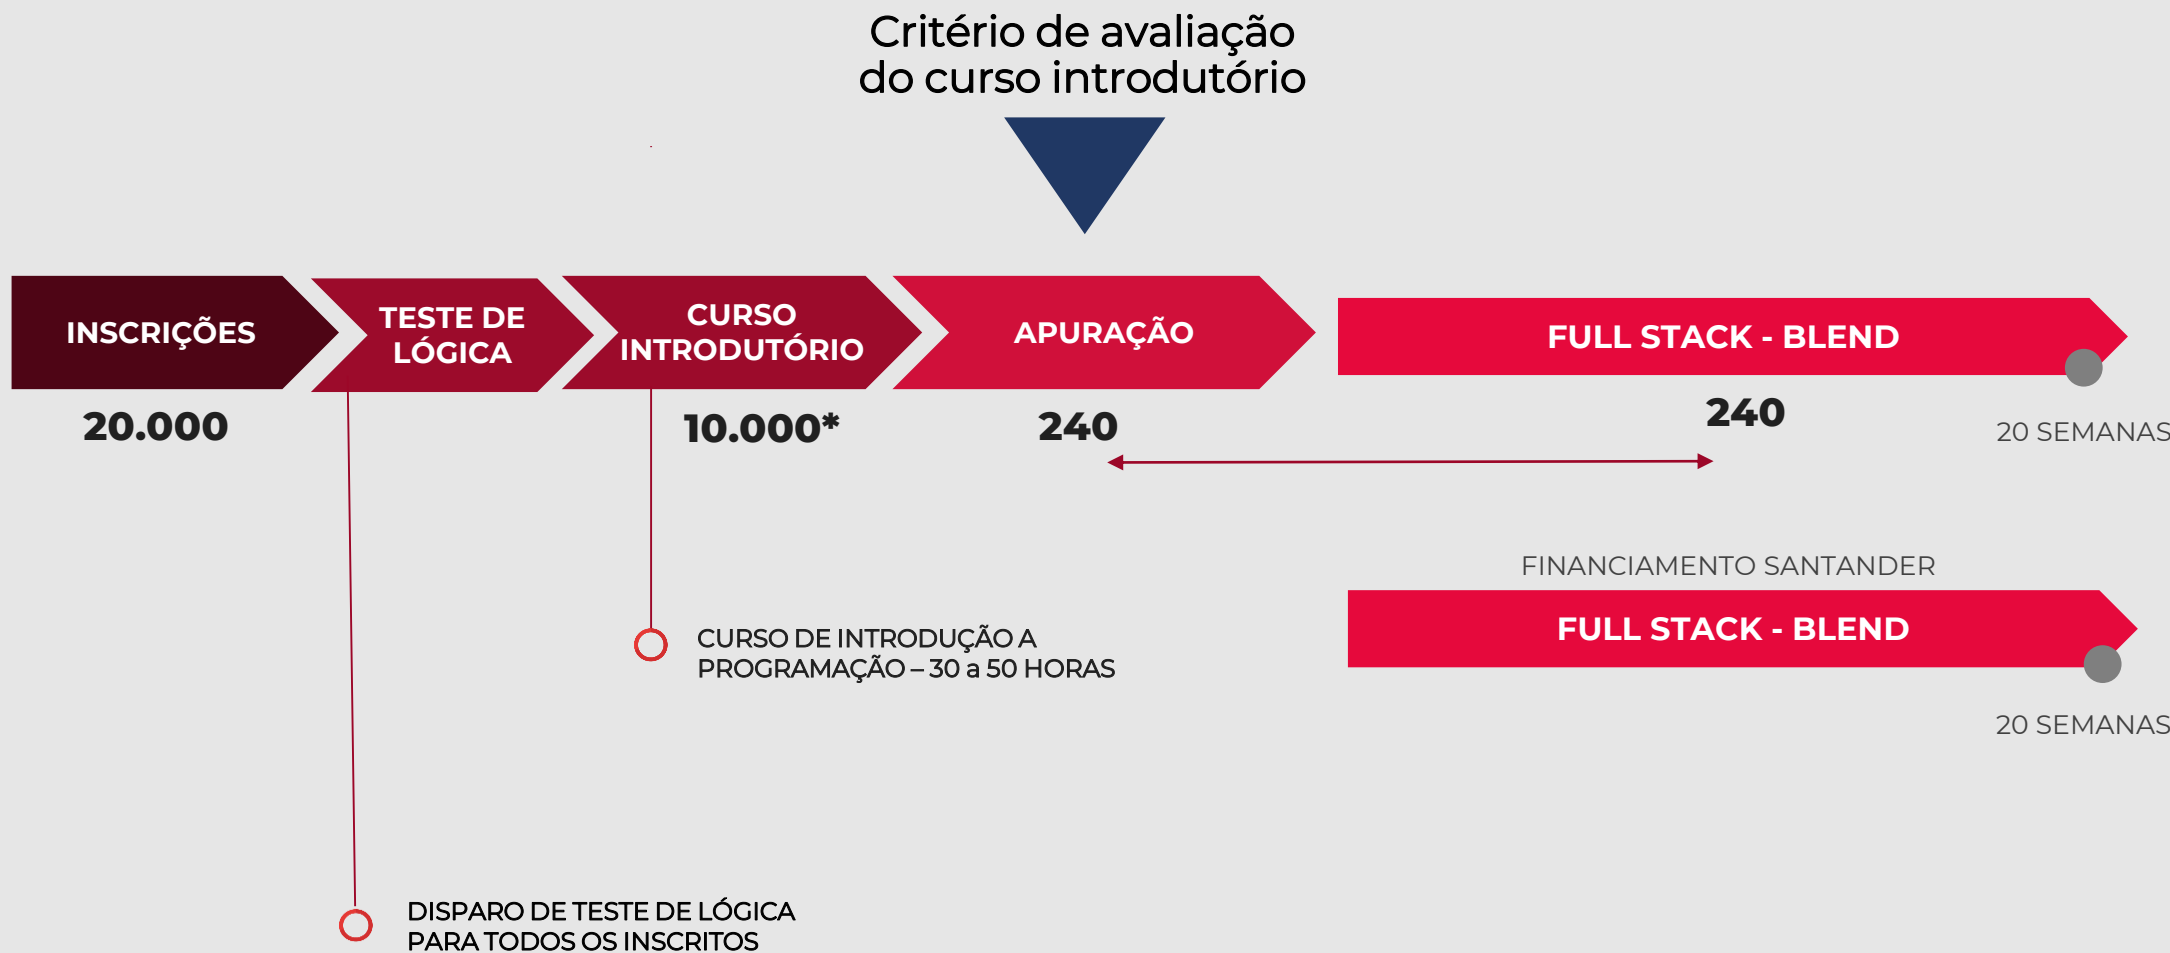 Critério de avaliação
do curso introdutório
INSCRIÇÕES
TESTE DE
LÓGICA
CURSO
INTRODUTÓRIO
APURAÇÃO
FULL STACK - BLEND
20.000
10.000*
240
240
20 SEMANAS
FINANCIAMENTO SANTANDER
FULL STACK - BLEND
20 SEMANAS
CURSO DE INTRODUÇÃO A
PROGRAMAÇÃO – 30 a 50 HORAS
DISPARO DE TESTE DE LÓGICA
PARA TODOS OS INSCRITOS